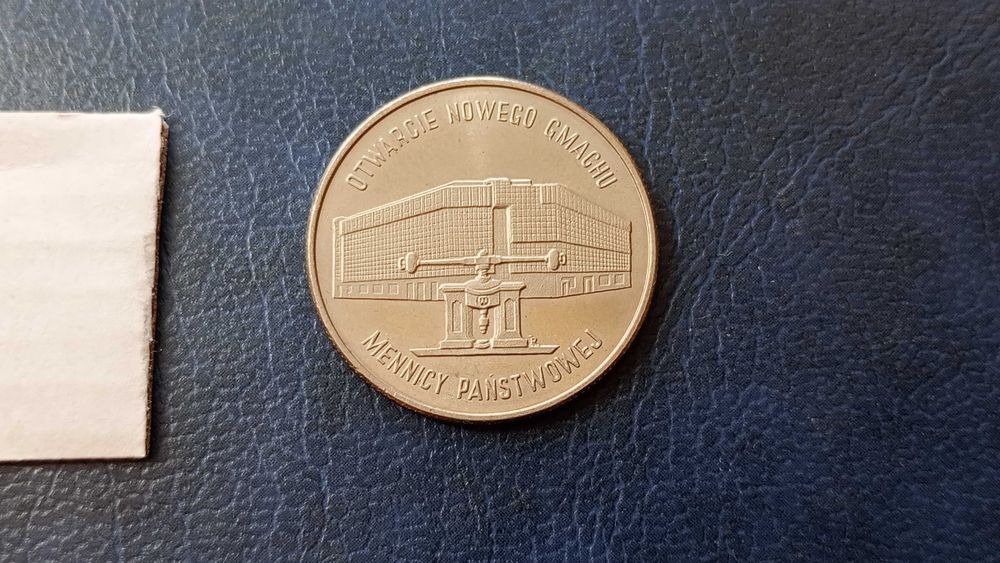 OTWARCIE NOWEGO GMACHU
MENNICY PAŃSTWOWEJ